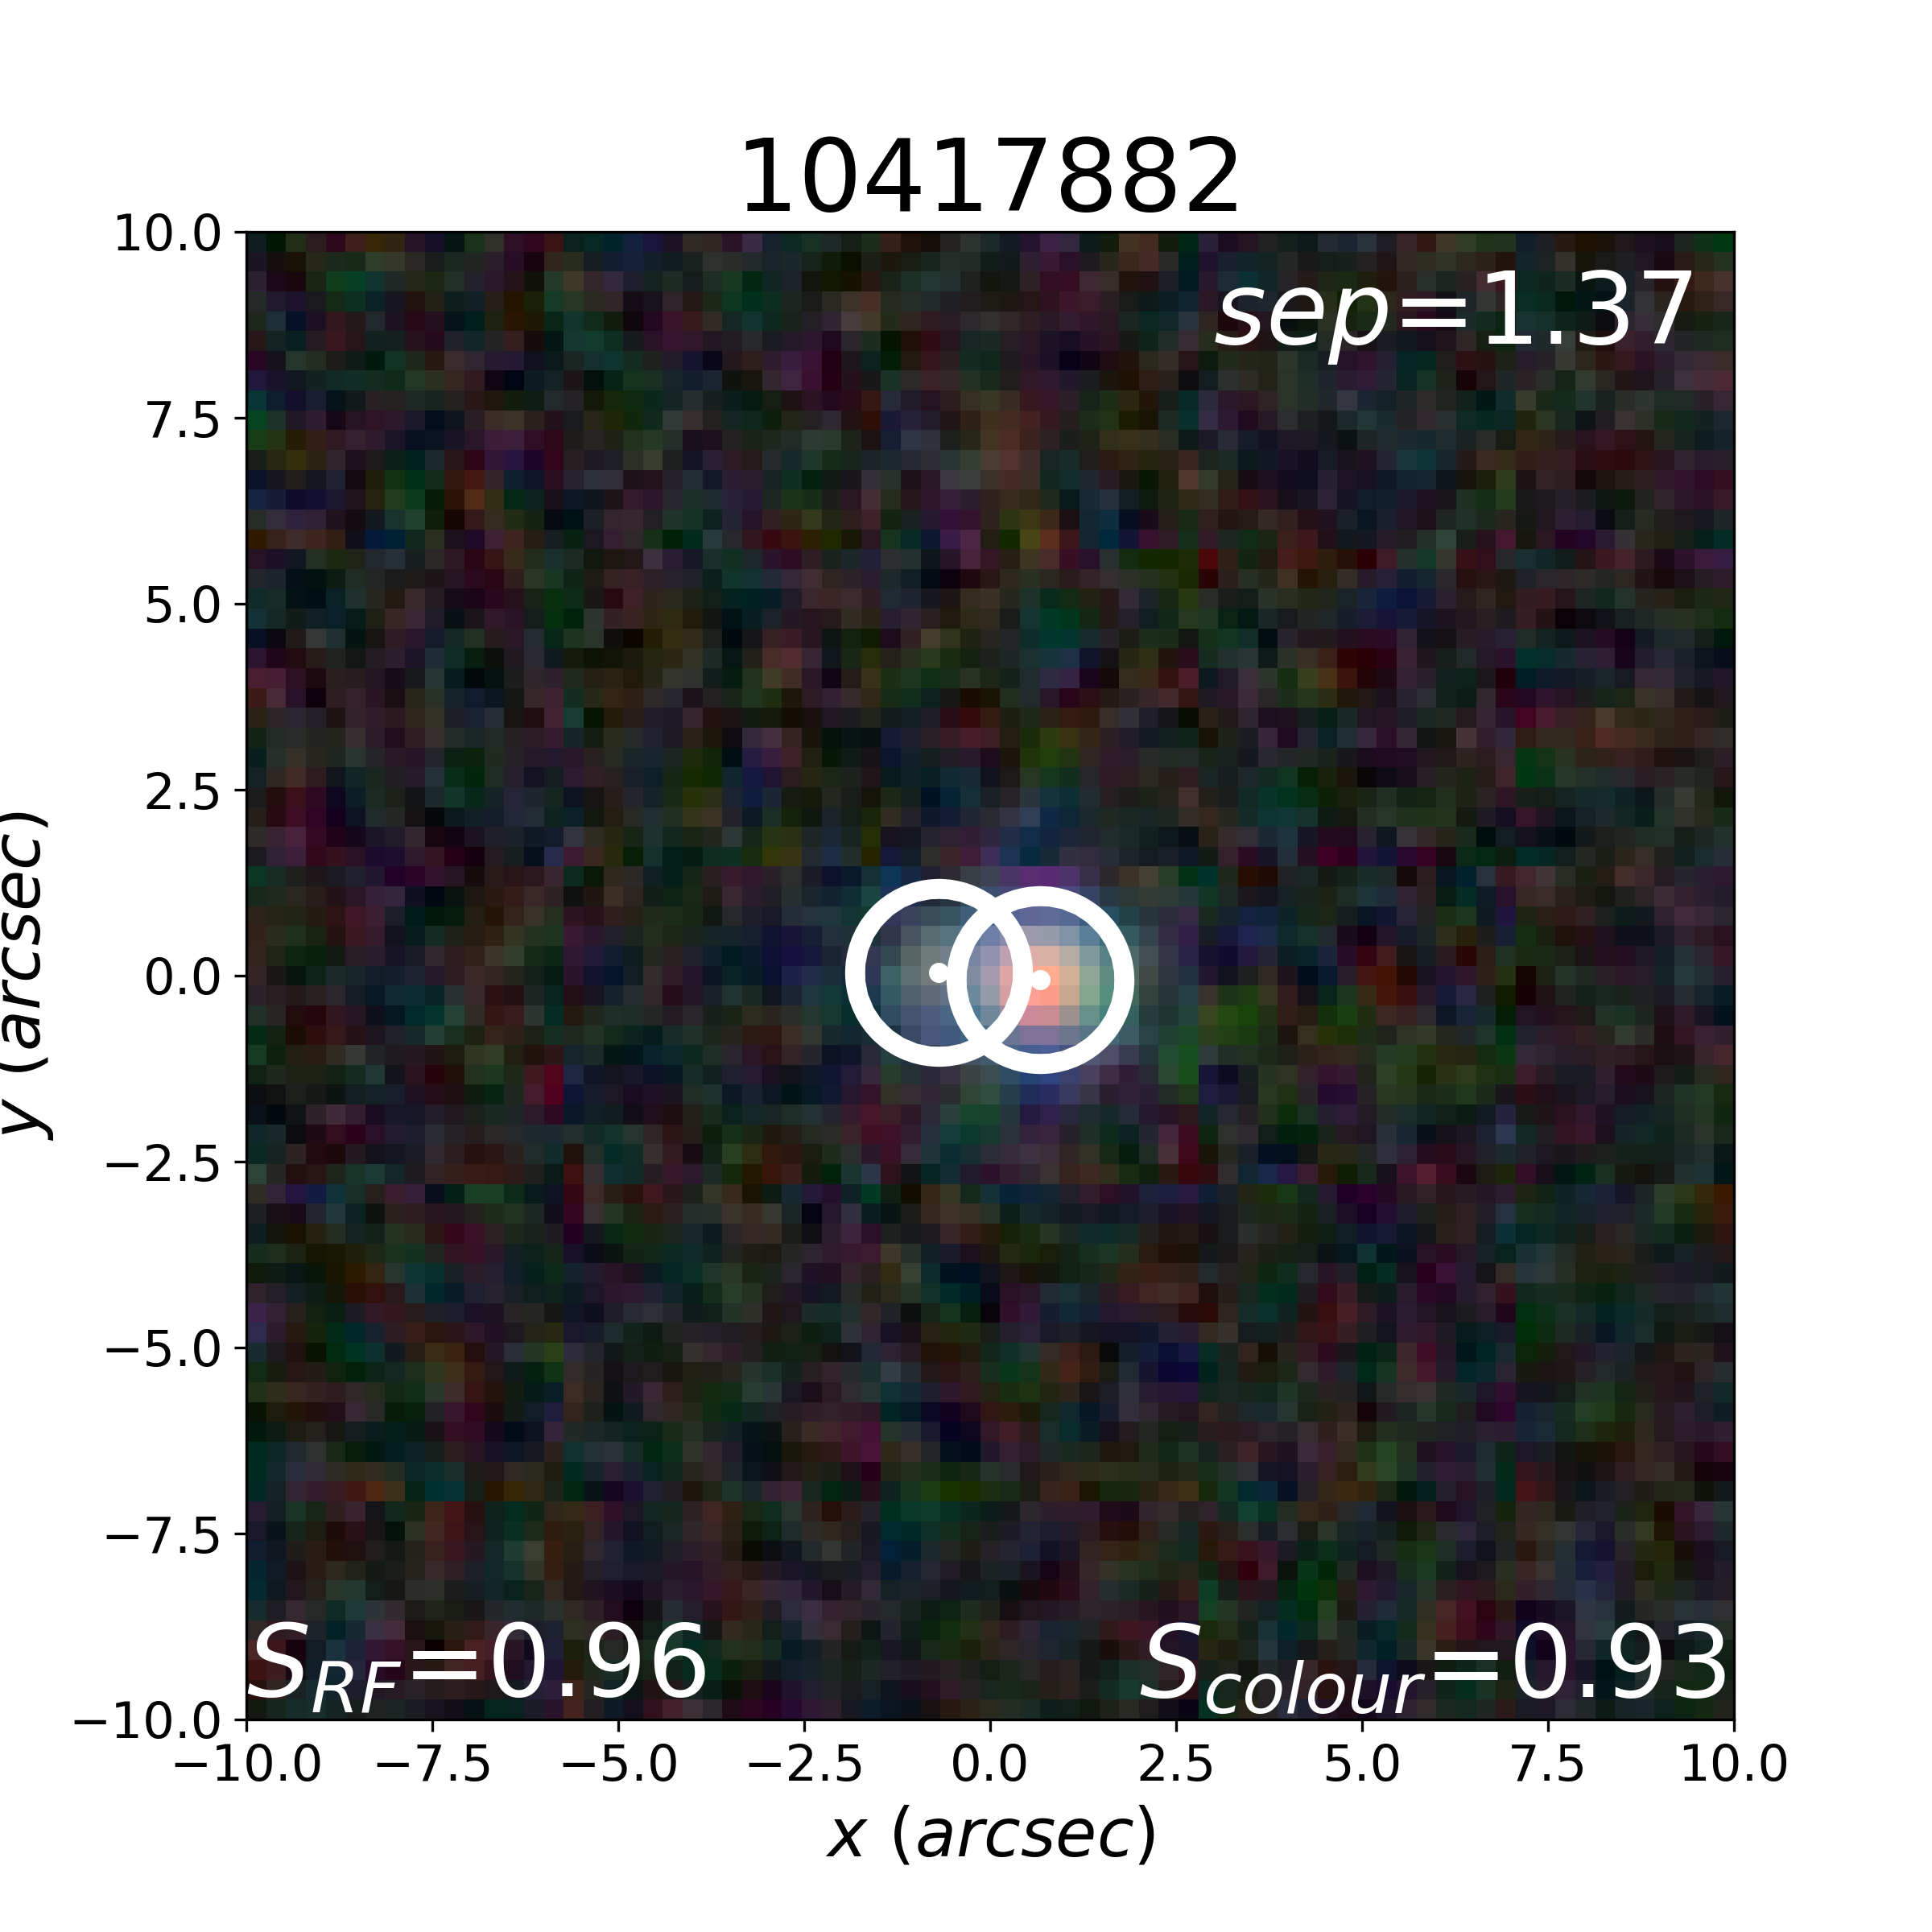 10417882
sep=1.37
10.0
7.5
5.0
2.5
0.0
−2.5
−5.0
−7.5
−10.0
y (arcsec)
S_RF=0.96
S_colour=0.93
−10.0 −7.5 −5.0 −2.5 0.0 2.5 5.0 7.5 10.0
x (arcsec)